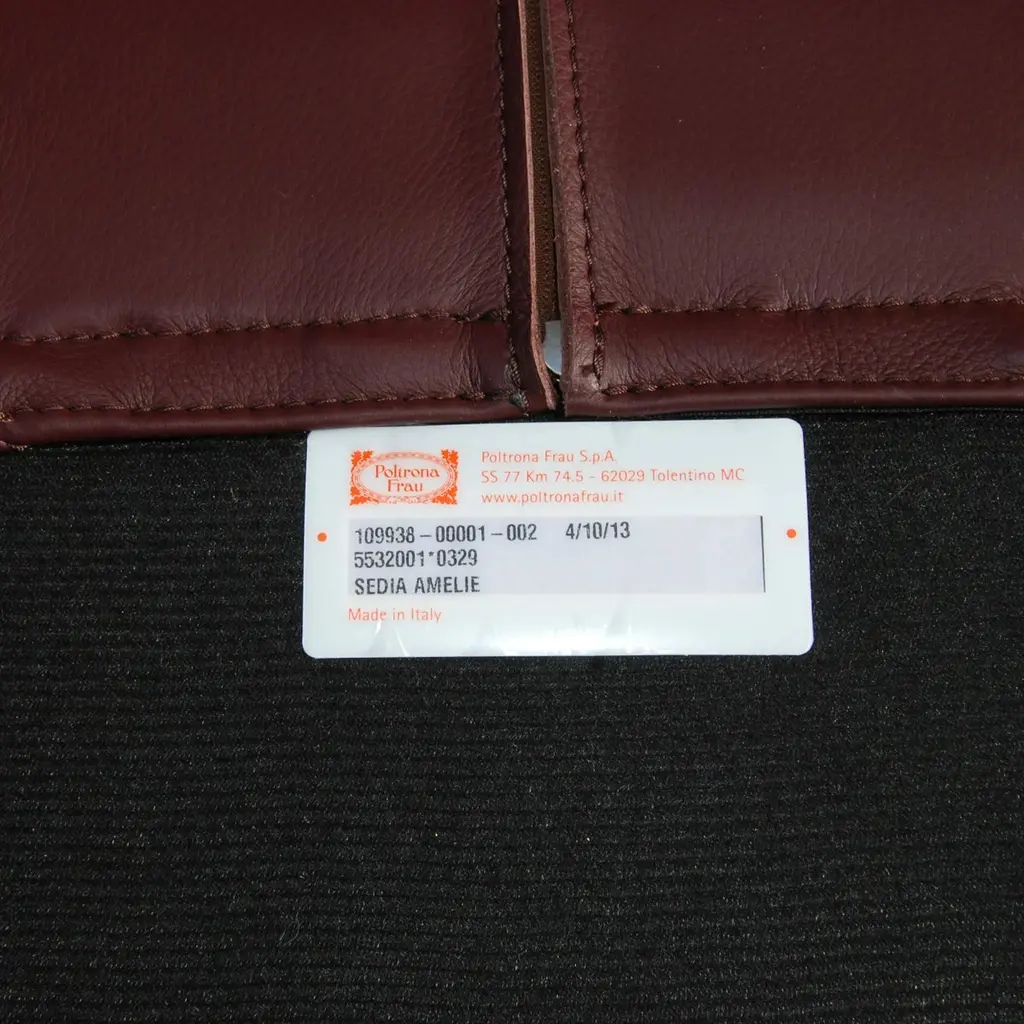 Poltrona
Frau
Poltrona Frau S.p.A.
SS 77 Km 74.5 - 62029 Tolentino MC
www.poltronafrau.it
109938-00001-002 4/10/13
5532001*0329
SEDIA AMELIE
Made in Italy